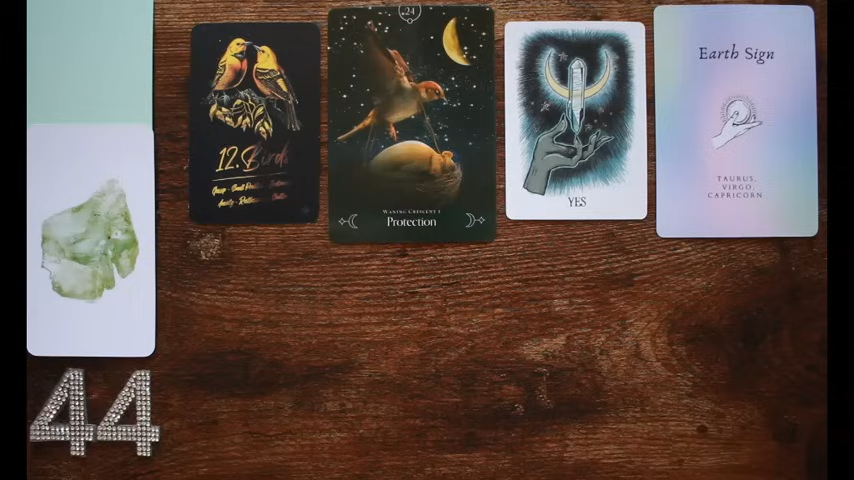 12. Birds
24
WANING CRESCENT I
Protection
YES
Earth Sign
TAURUS,
VIRGO,
CAPRICORN
44